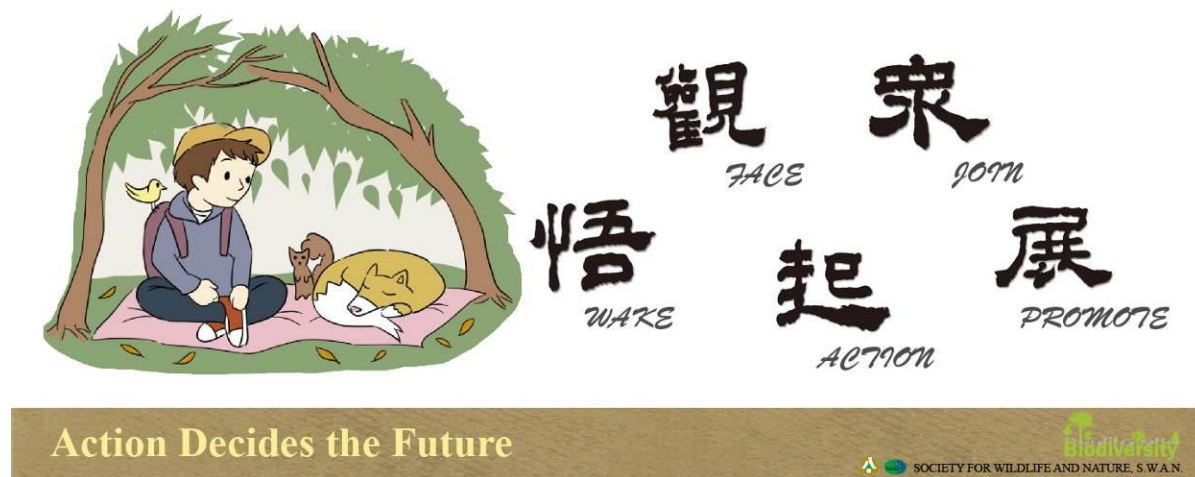 觀
FACE
眾
JOIN
悟
WAKE
起
ACTION
展
PROMOTE
Action Decides the Future
Biodiversity
SOCIETY FOR WILDLIFE AND NATURE, S.W.A.N.